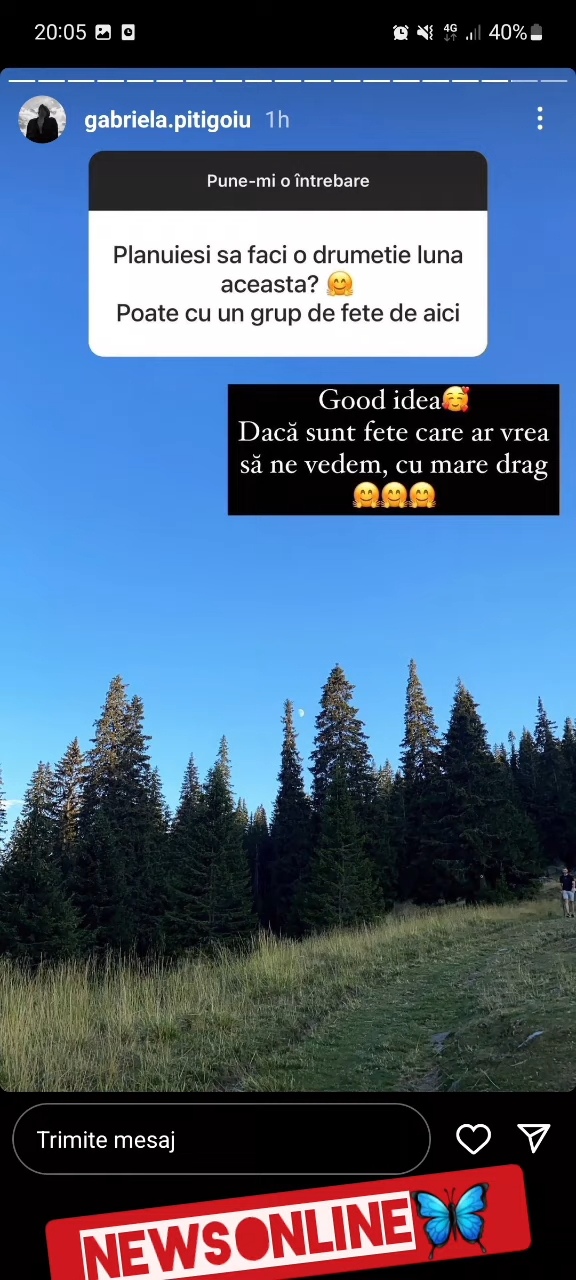 20:05
4G
40%
gabriela.pitigoiu 1h
Pune-mi o întrebare
Planuiesi sa faci o drumetie luna
aceasta? 🤗
Poate cu un grup de fete de aici
Good idea🥰
Dacă sunt fete care ar vrea
să ne vedem, cu mare drag
🤗🤗🤗
Trimite mesaj
NEWSONLINE🦋